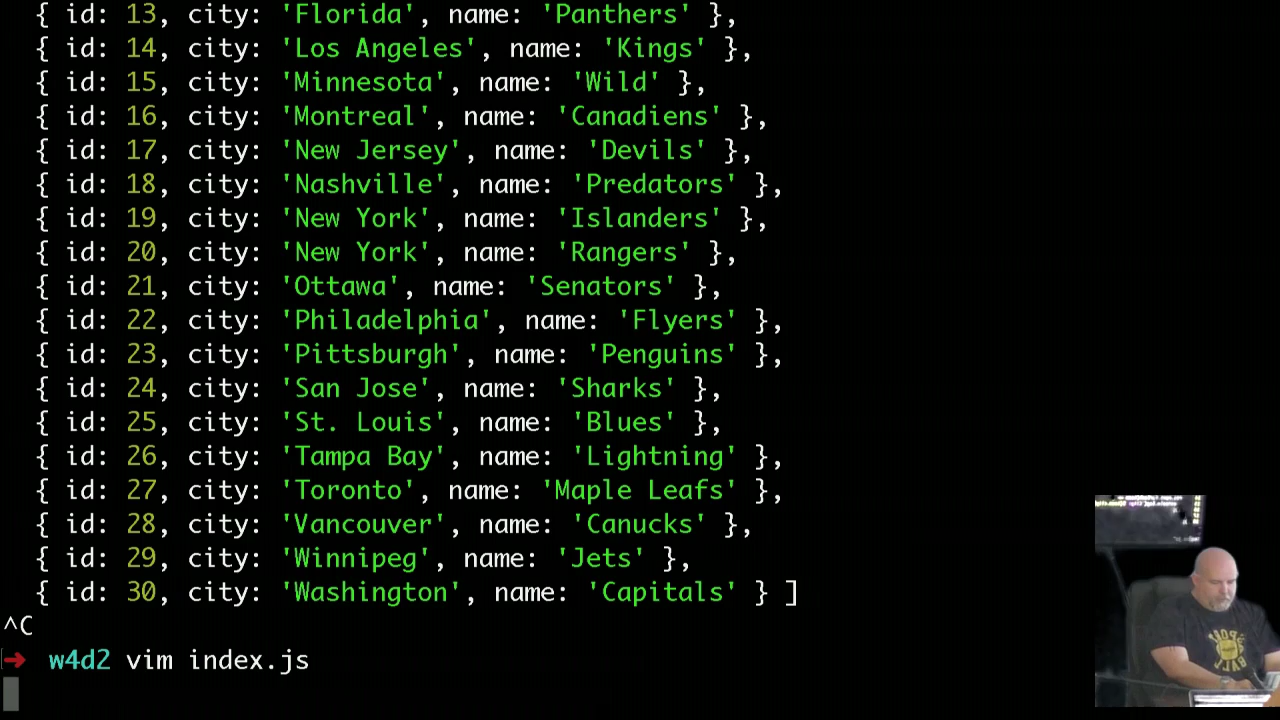 { id: 13, city: 'Florida', name: 'Panthers' },
{ id: 14, city: 'Los Angeles', name: 'Kings' },
{ id: 15, city: 'Minnesota', name: 'Wild' },
{ id: 16, city: 'Montreal', name: 'Canadiens' },
{ id: 17, city: 'New Jersey', name: 'Devils' },
{ id: 18, city: 'Nashville', name: 'Predators' },
{ id: 19, city: 'New York', name: 'Islanders' },
{ id: 20, city: 'New York', name: 'Rangers' },
{ id: 21, city: 'Ottawa', name: 'Senators' },
{ id: 22, city: 'Philadelphia', name: 'Flyers' },
{ id: 23, city: 'Pittsburgh', name: 'Penguins' },
{ id: 24, city: 'San Jose', name: 'Sharks' },
{ id: 25, city: 'St. Louis', name: 'Blues' },
{ id: 26, city: 'Tampa Bay', name: 'Lightning' },
{ id: 27, city: 'Toronto', name: 'Maple Leafs' },
{ id: 28, city: 'Vancouver', name: 'Canucks' },
{ id: 29, city: 'Winnipeg', name: 'Jets' },
{ id: 30, city: 'Washington', name: 'Capitals' } ]
^C
➜ w4d2 vim index.js